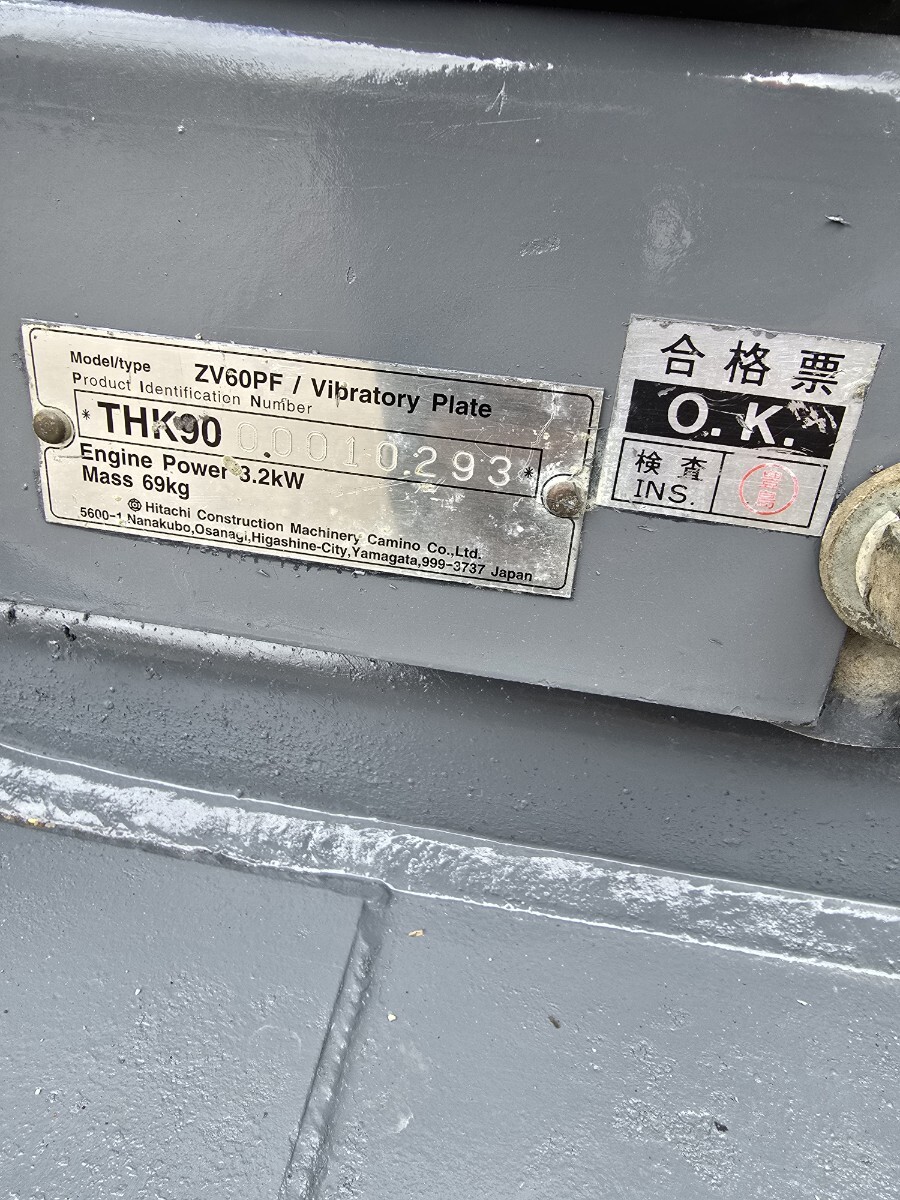 Model/type ZV60PF / Vibratory Plate
Product Identification Number
* THK90 00010293 *
Engine Power 3.2kW
Mass 69kg
Hitachi Construction Machinery Camino Co.,Ltd.
5600-1 Nanakubo,Osanagi,Higashine-City,Yamagata,999-3737 Japan
合格票
O.K.
検査
INS.